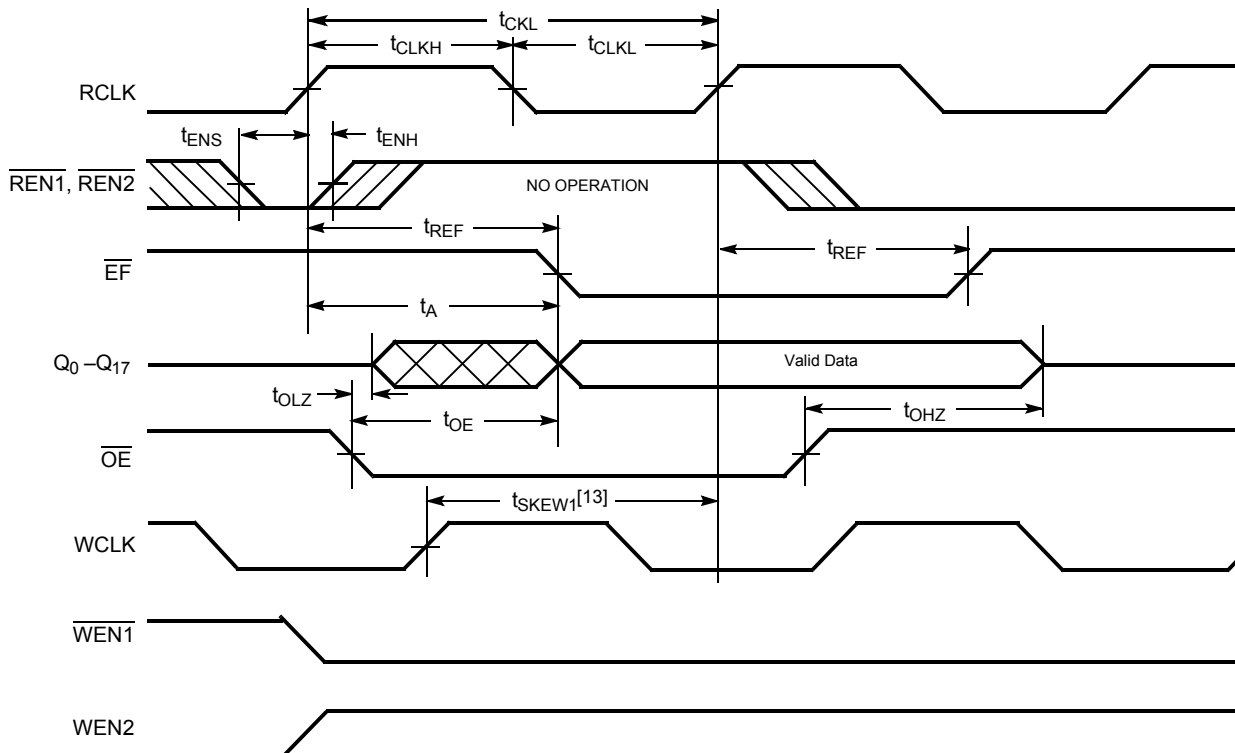 tCKL
tCLKH
tCLKL
RCLK
tENS
tENH
REN1, REN2
NO OPERATION
tREF
tREF
EF
tA
Q0 –Q17
Valid Data
tOLZ
tOE
tOHZ
OE
tSKEW1[13]
WCLK
WEN1
WEN2